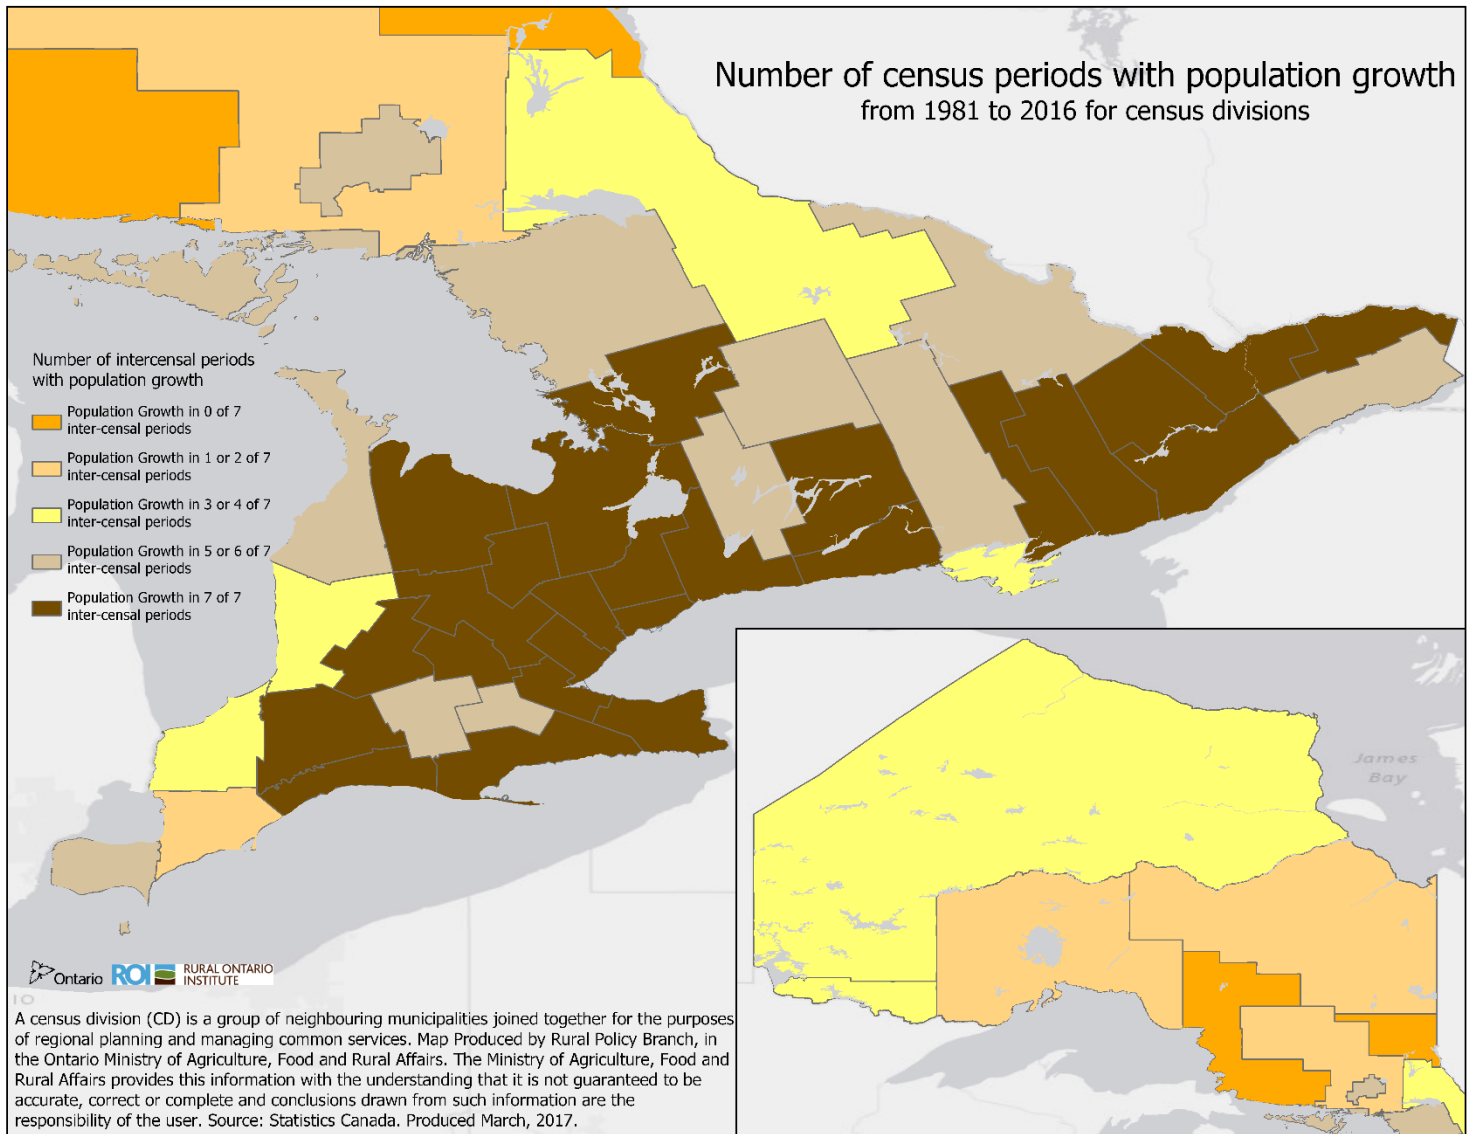 Number of census periods with population growth
from 1981 to 2016 for census divisions
Number of intercensal periods
with population growth
Population Growth in 0 of 7
inter-censal periods
Population Growth in 1 or 2 of 7
inter-censal periods
Population Growth in 3 or 4 of 7
inter-censal periods
Population Growth in 5 or 6 of 7
inter-censal periods
Population Growth in 7 of 7
inter-censal periods
James
Bay
Ontario
ROI
RURAL ONTARIO
INSTITUTE
IO
A census division (CD) is a group of neighbouring municipalities joined together for the purposes
of regional planning and managing common services. Map Produced by Rural Policy Branch, in
the Ontario Ministry of Agriculture, Food and Rural Affairs. The Ministry of Agriculture, Food and
Rural Affairs provides this information with the understanding that it is not guaranteed to be
accurate, correct or complete and conclusions drawn from such information are the
responsibility of the user. Source: Statistics Canada. Produced March, 2017.